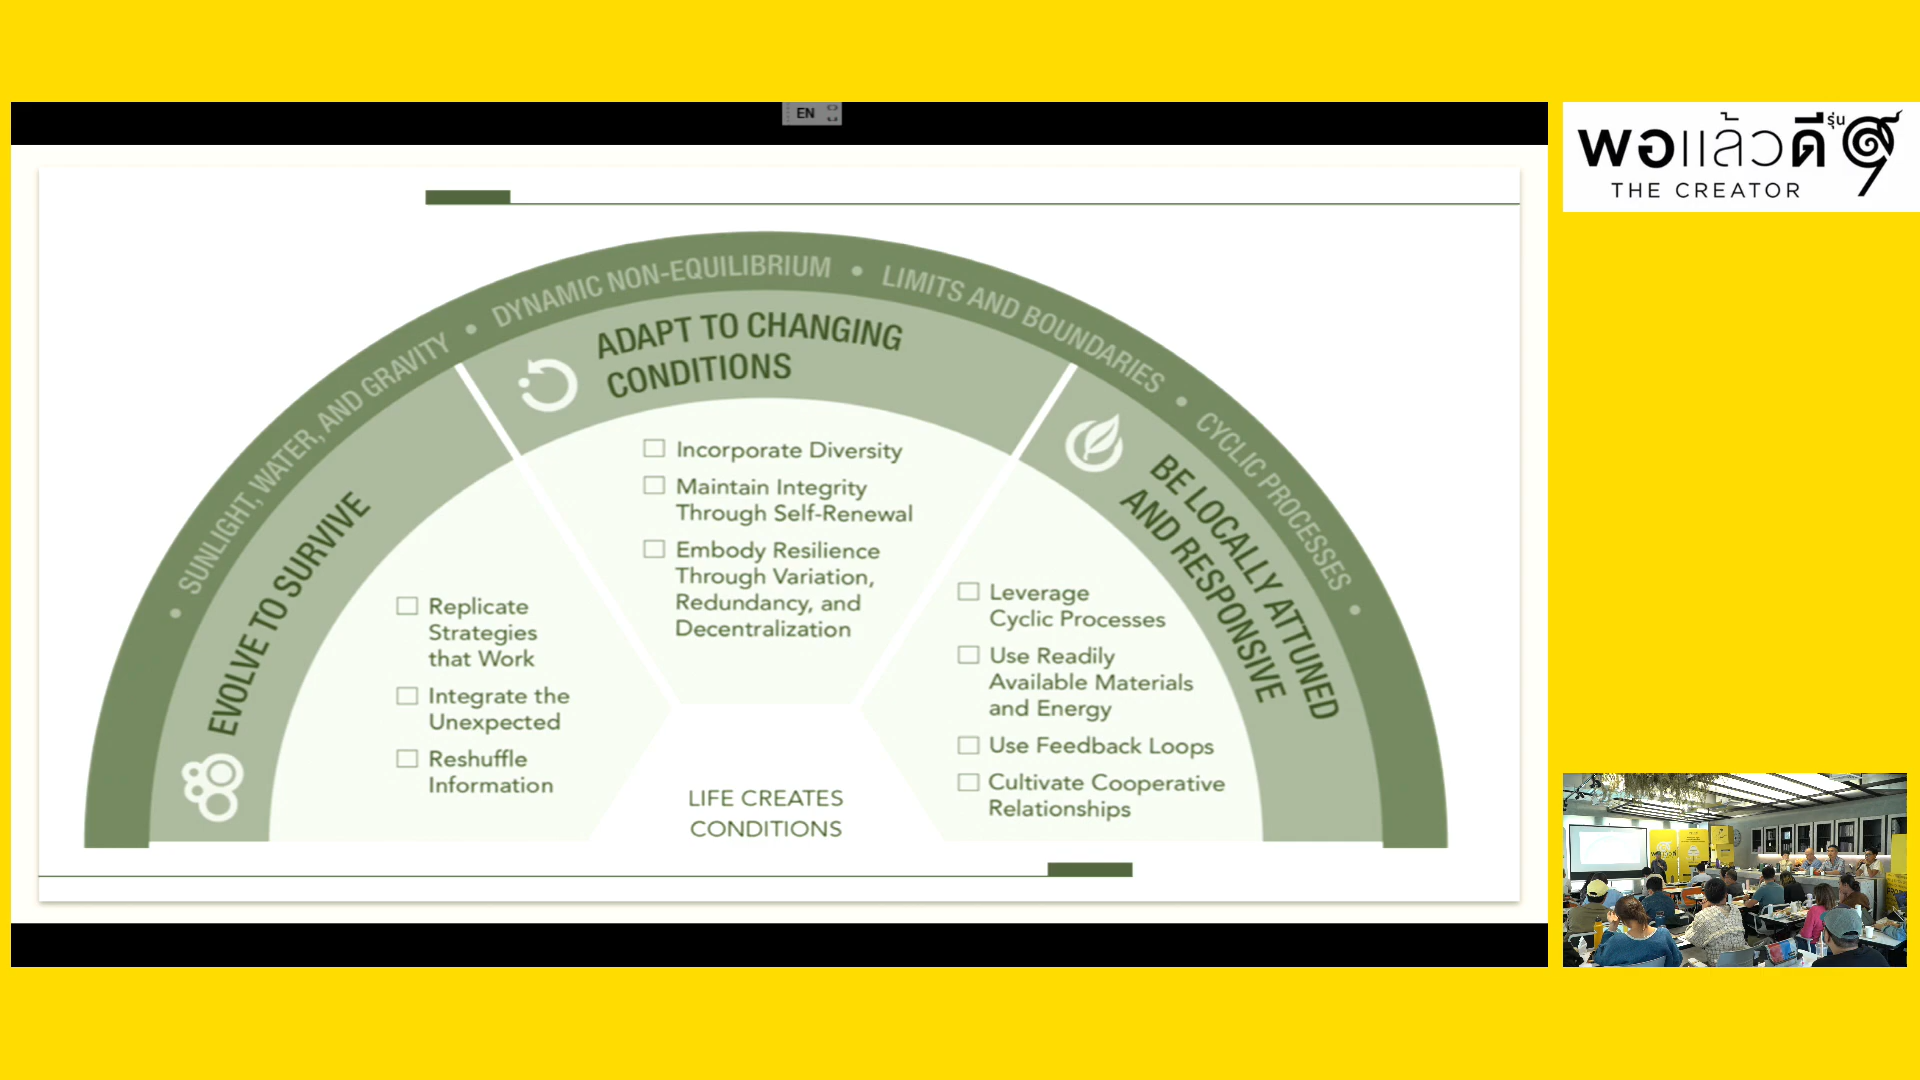 EN
พอแล้วดี รุ่น ๙
THE CREATOR
• SUNLIGHT, WATER, AND GRAVITY • DYNAMIC NON-EQUILIBRIUM • LIMITS AND BOUNDARIES • CYCLIC PROCESSES •
EVOLVE TO SURVIVE
Replicate
Strategies
that Work
Integrate the
Unexpected
Reshuffle
Information
ADAPT TO CHANGING
CONDITIONS
Incorporate Diversity
Maintain Integrity
Through Self-Renewal
Embody Resilience
Through Variation,
Redundancy, and
Decentralization
BE LOCALLY ATTUNED
AND RESPONSIVE
Leverage
Cyclic Processes
Use Readily
Available Materials
and Energy
Use Feedback Loops
Cultivate Cooperative
Relationships
LIFE CREATES
CONDITIONS